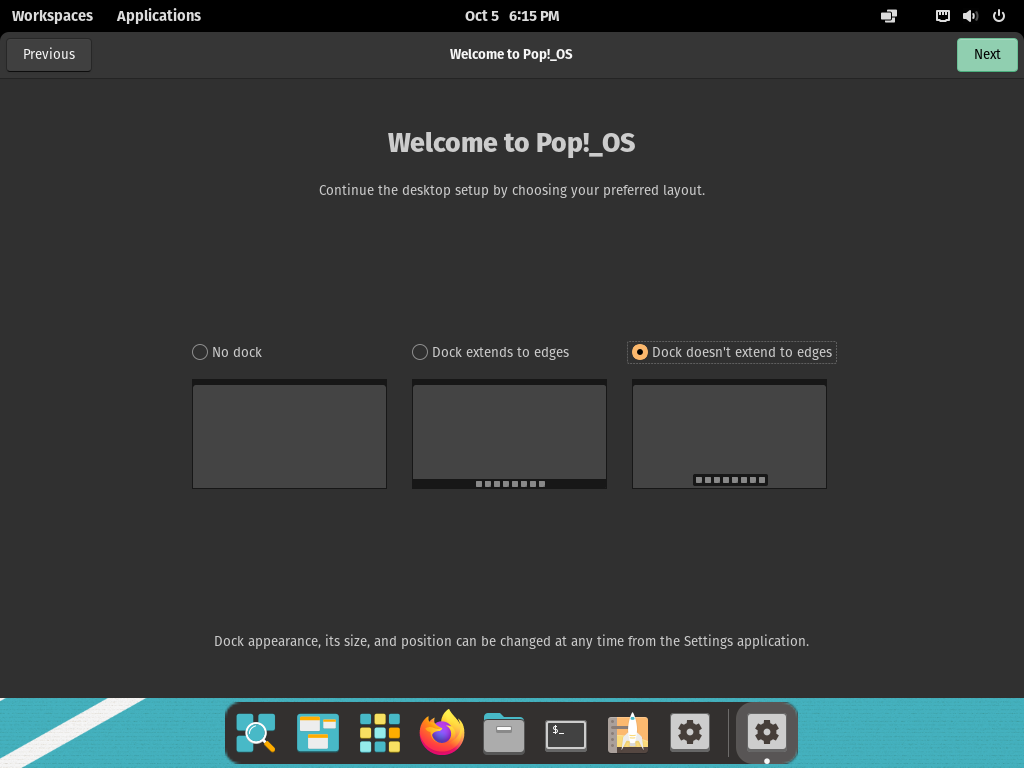 Workspaces Applications Oct 5 6:15 PM
Previous Welcome to Pop!_OS Next
Welcome to Pop!_OS
Continue the desktop setup by choosing your preferred layout.
No dock Dock extends to edges Dock doesn't extend to edges
Dock appearance, its size, and position can be changed at any time from the Settings application.
$_